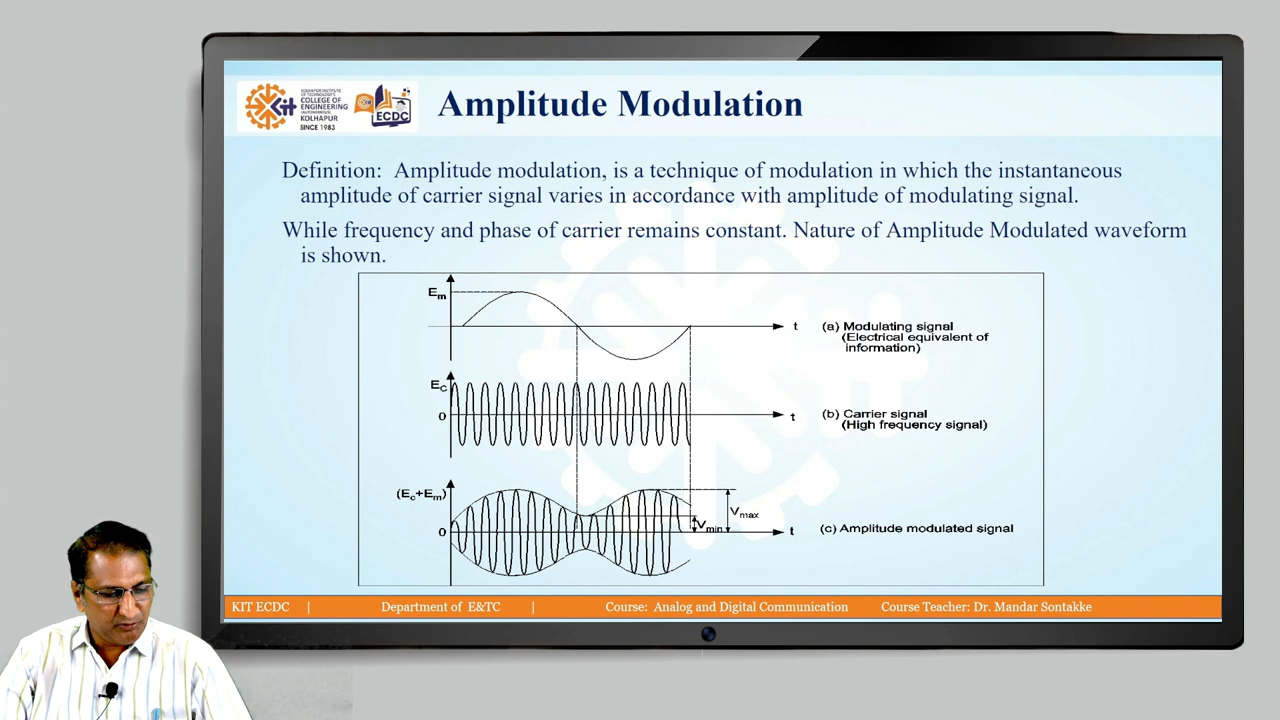 KOLHAPUR INSTITUTE
OF TECHNOLOGY'S
COLLEGE OF
ENGINEERING
(AUTONOMOUS)
KOLHAPUR
SINCE 1983
Kit
ECDC
Amplitude Modulation
Definition: Amplitude modulation, is a technique of modulation in which the instantaneous
amplitude of carrier signal varies in accordance with amplitude of modulating signal.
While frequency and phase of carrier remains constant. Nature of Amplitude Modulated waveform
is shown.
Em
t
(a) Modulating signal
(Electrical equivalent of
information)
EC
0
t
(b) Carrier signal
(High frequency signal)
(Ec+Em)
0
Vmin
Vmax
t
(c) Amplitude modulated signal
KIT ECDC | Department of E&TC | Course: Analog and Digital Communication Course Teacher: Dr. Mandar Sontakke